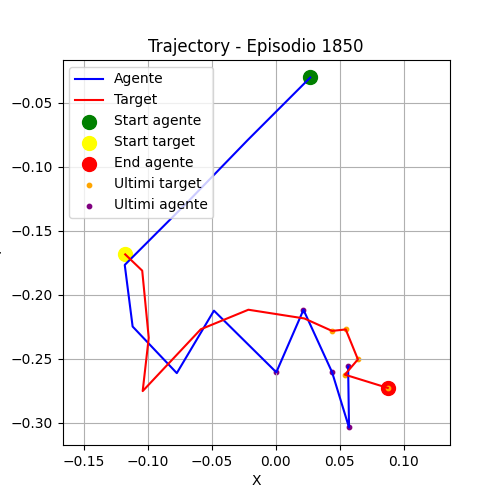 Trajectory - Episodio 1850
Agente
Target
Start agente
Start target
End agente
Ultimi target
Ultimi agente
−0.05
−0.10
−0.15
−0.20
−0.25
−0.30
−0.15
−0.10
−0.05
0.00
0.05
0.10
X